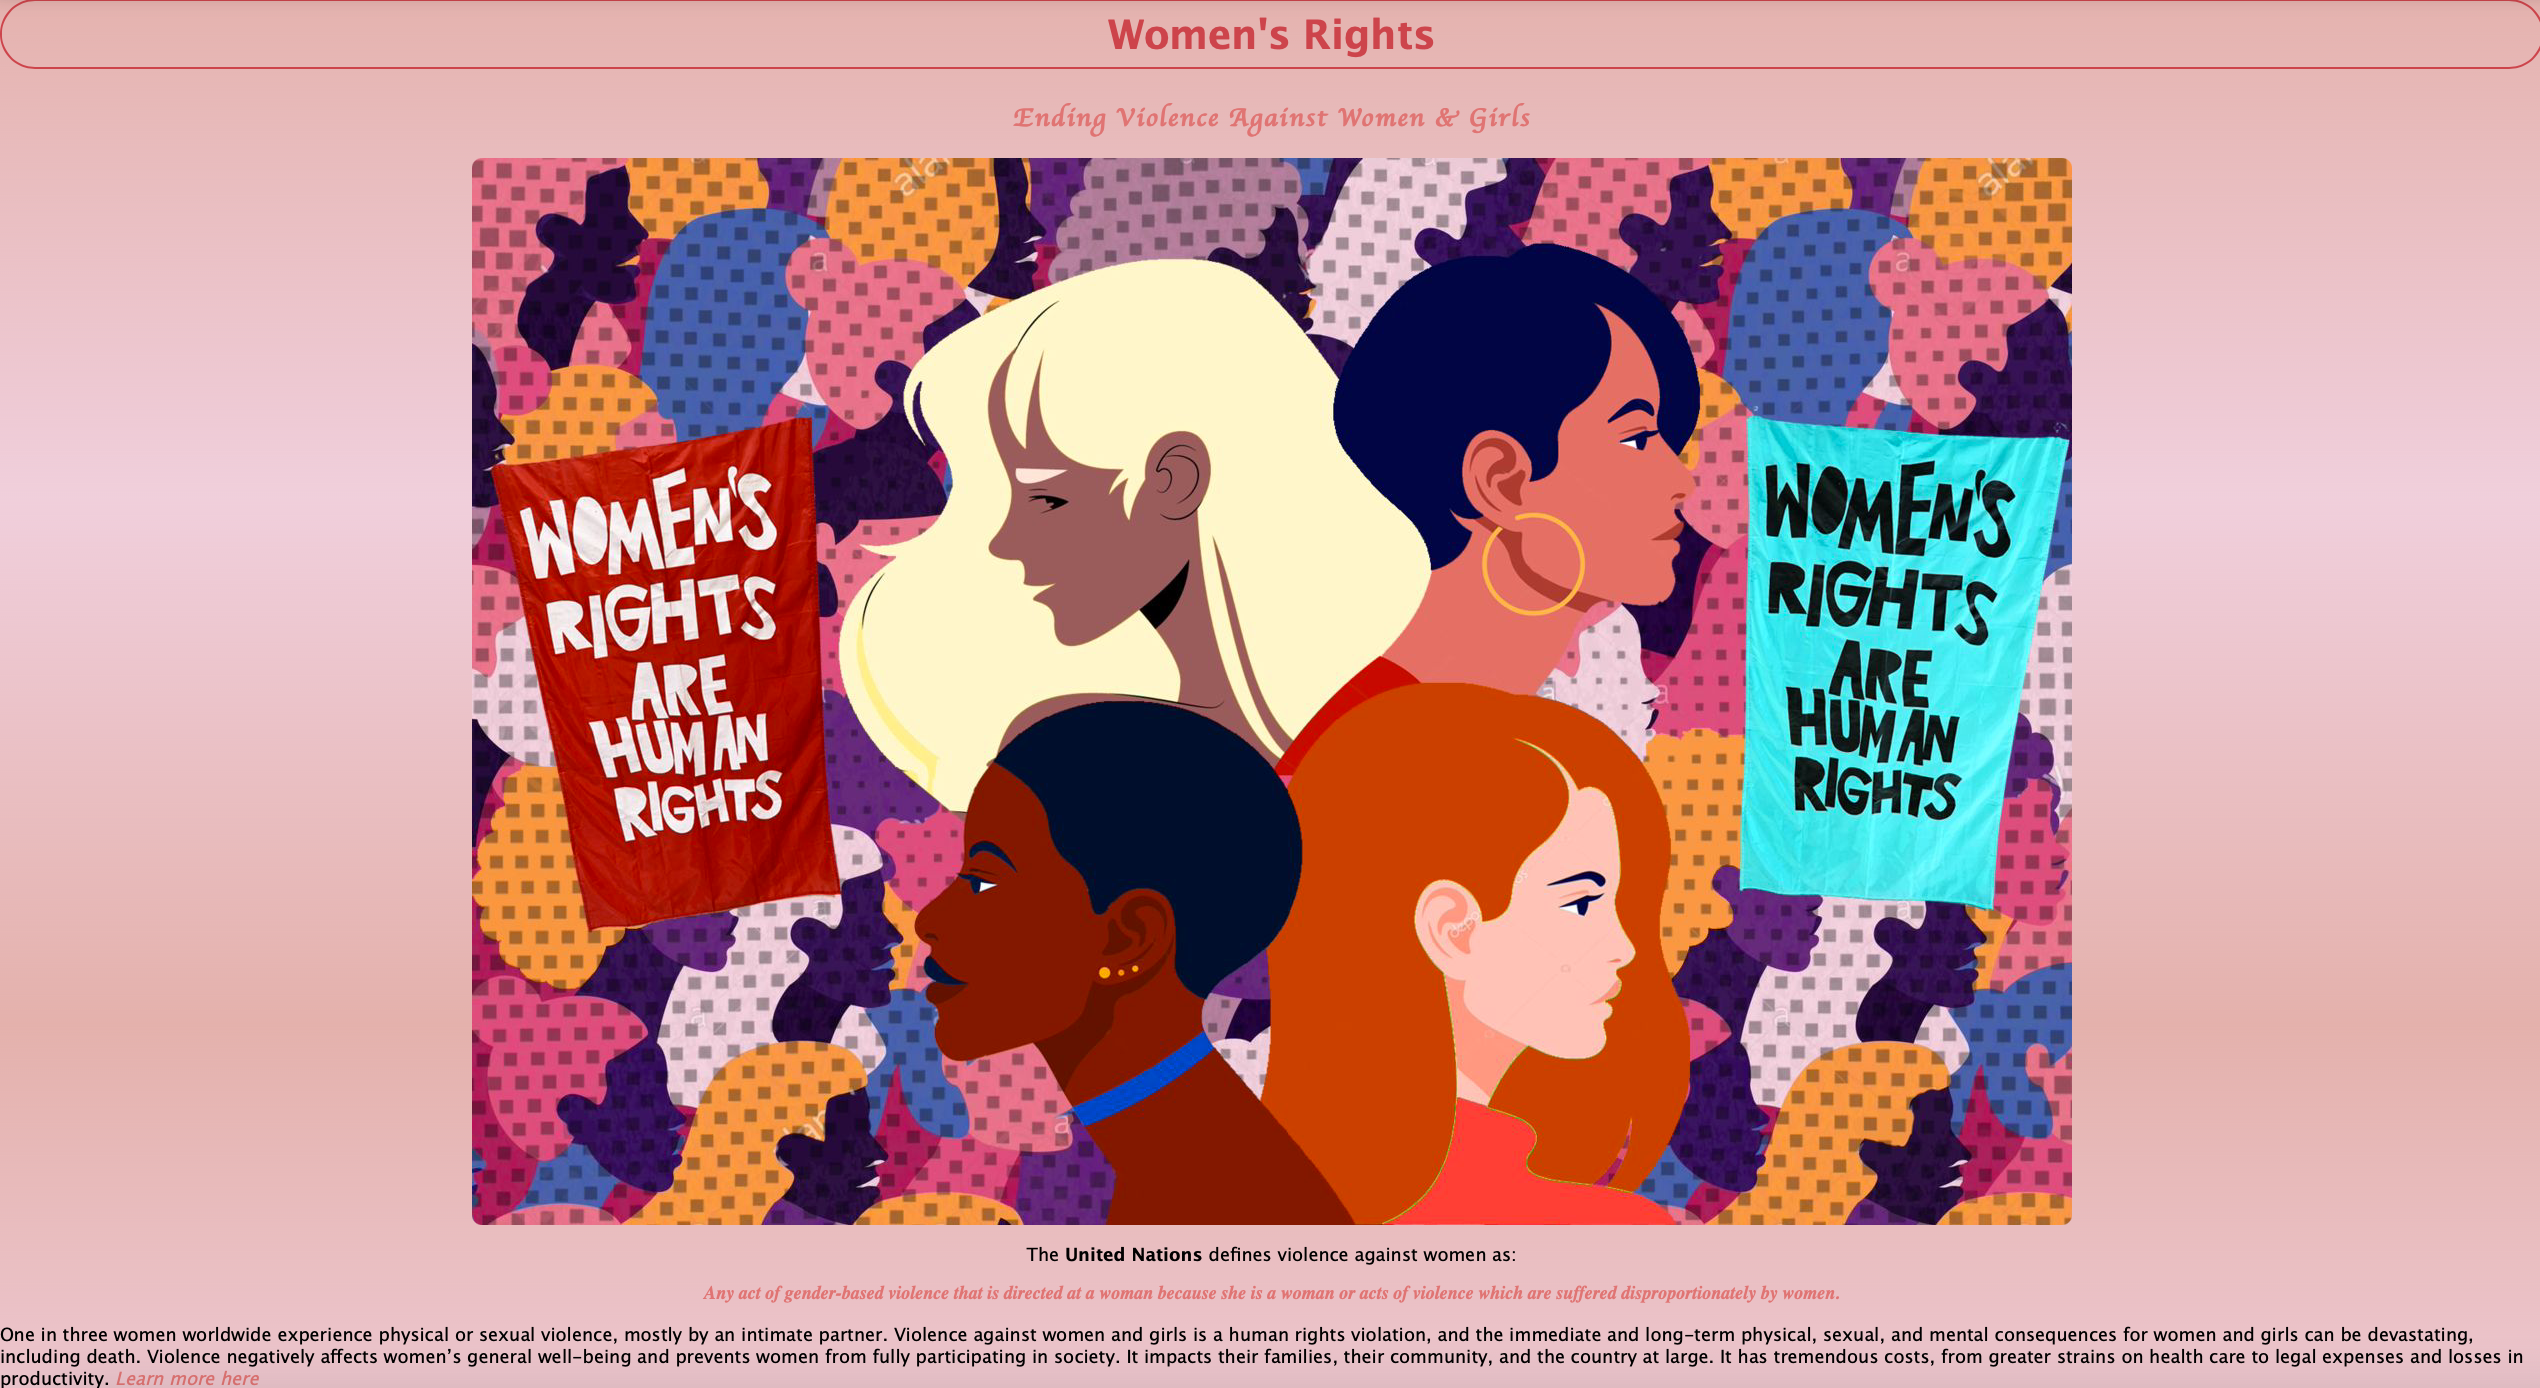 Women's Rights
Ending Violence Against Women & Girls
WOMEN'S
RIGHTS
ARE
HUMAN
RIGHTS
WOMEN'S
RIGHTS
ARE
HUMAN
RIGHTS
The United Nations defines violence against women as:
Any act of gender-based violence that is directed at a woman because she is a woman or acts of violence which are suffered disproportionately by women.
One in three women worldwide experience physical or sexual violence, mostly by an intimate partner. Violence against women and girls is a human rights violation, and the immediate and long-term physical, sexual, and mental consequences for women and girls can be devastating,
including death. Violence negatively affects women’s general well-being and prevents women from fully participating in society. It impacts their families, their community, and the country at large. It has tremendous costs, from greater strains on health care to legal expenses and losses in
productivity. Learn more here